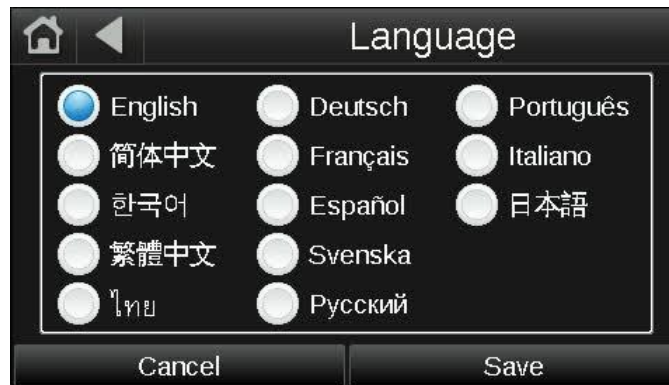 Language
English Deutsch Português
简体中文 Français Italiano
한국어 Español 日本語
繁體中文 Svenska
ไทย Русский
Cancel Save